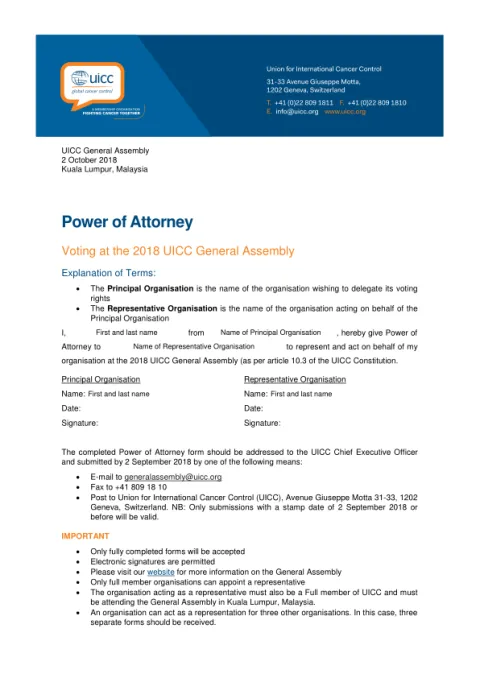 Union for International Cancer Control
31-33 Avenue Giuseppe Motta,
1202 Geneva, Switzerland
T. +41 (0)22 809 1811 F. +41 (0)22 809 1810
E. info@uicc.org www.uicc.org
uicc
global cancer control
A MEMBERSHIP ORGANISATION
FIGHTING CANCER TOGETHER
UICC General Assembly
2 October 2018
Kuala Lumpur, Malaysia
Power of Attorney
Voting at the 2018 UICC General Assembly
Explanation of Terms:
• The Principal Organisation is the name of the organisation wishing to delegate its voting
rights
• The Representative Organisation is the name of the organisation acting on behalf of the
Principal Organisation
I, First and last name from Name of Principal Organisation , hereby give Power of
Attorney to Name of Representative Organisation to represent and act on behalf of my
organisation at the 2018 UICC General Assembly (as per article 10.3 of the UICC Constitution.
Principal Organisation Representative Organisation
Name: First and last name Name: First and last name
Date: Date:
Signature: Signature:
The completed Power of Attorney form should be addressed to the UICC Chief Executive Officer
and submitted by 2 September 2018 by one of the following means:
• E-mail to generalassembly@uicc.org
• Fax to +41 809 18 10
• Post to Union for International Cancer Control (UICC), Avenue Giuseppe Motta 31-33, 1202
Geneva, Switzerland. NB: Only submissions with a stamp date of 2 September 2018 or
before will be valid.
IMPORTANT
• Only fully completed forms will be accepted
• Electronic signatures are permitted
• Please visit our website for more information on the General Assembly
• Only full member organisations can appoint a representative
• The organisation acting as a representative must also be a Full member of UICC and must
be attending the General Assembly in Kuala Lumpur, Malaysia.
• An organisation can act as a representation for three other organisations. In this case, three
separate forms should be received.